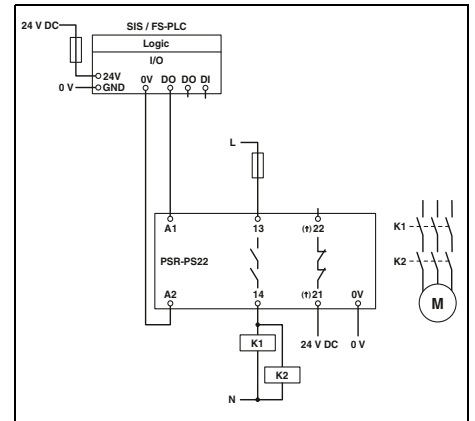 24 V DC
SIS / FS-PLC
Logic
I/O
24V
0V DO DO DI
0 V GND
L
A1 13 (†) 22
K1
PSR-PS22
K2
A2 14 (†) 21 0V
M
K1 24 V DC 0 V
K2
N